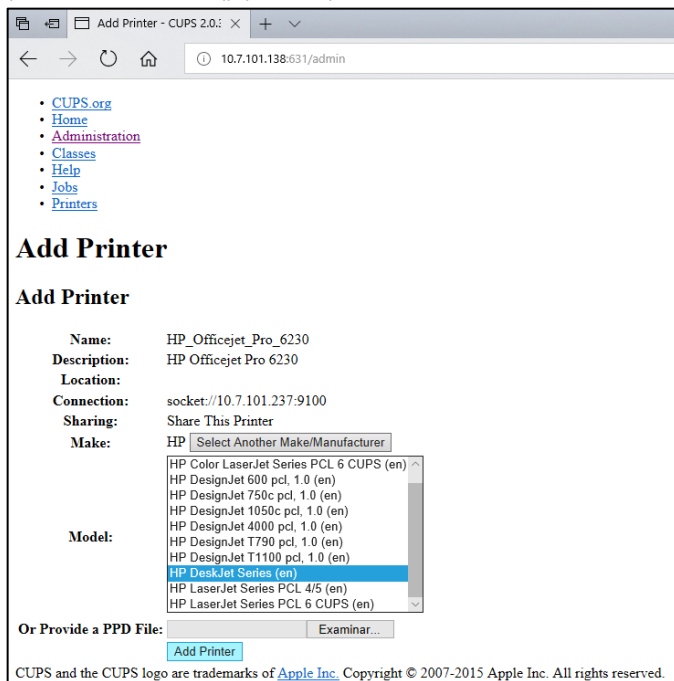 Add Printer - CUPS 2.0.:
10.7.101.138:631/admin
CUPS.org
Home
Administration
Classes
Help
Jobs
Printers
Add Printer
Add Printer
Name: HP_Officejet_Pro_6230
Description: HP Officejet Pro 6230
Location:
Connection: socket://10.7.101.237:9100
Sharing: Share This Printer
Make: HP Select Another Make/Manufacturer
HP Color LaserJet Series PCL 6 CUPS (en)
HP DesignJet 600 pcl, 1.0 (en)
HP DesignJet 750c pcl, 1.0 (en)
HP DesignJet 1050c pcl, 1.0 (en)
HP DesignJet 4000 pcl, 1.0 (en)
Model: HP DesignJet T790 pcl, 1.0 (en)
HP DesignJet T1100 pcl, 1.0 (en)
HP DeskJet Series (en)
HP LaserJet Series PCL 4/5 (en)
HP LaserJet Series PCL 6 CUPS (en)
Or Provide a PPD File: Examinar...
Add Printer
CUPS and the CUPS logo are trademarks of Apple Inc. Copyright © 2007-2015 Apple Inc. All rights reserved.